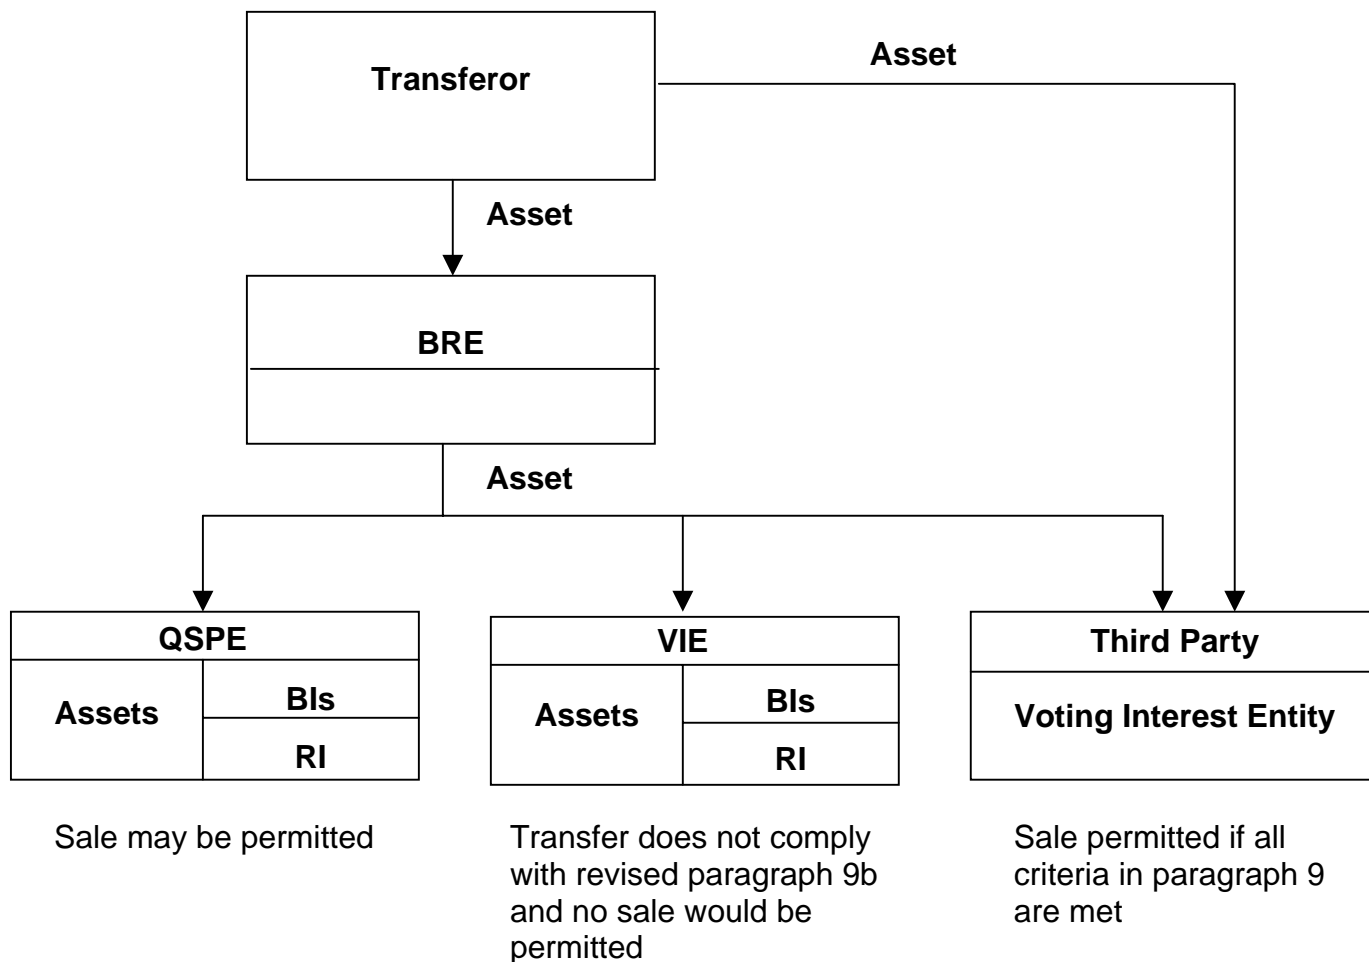 Asset
Transferor
Asset
BRE
Asset
QSPE
Assets
BIs
RI
VIE
Assets
BIs
RI
Third Party
Voting Interest Entity
Sale may be permitted
Transfer does not comply
with revised paragraph 9b
and no sale would be
permitted
Sale permitted if all
criteria in paragraph 9
are met